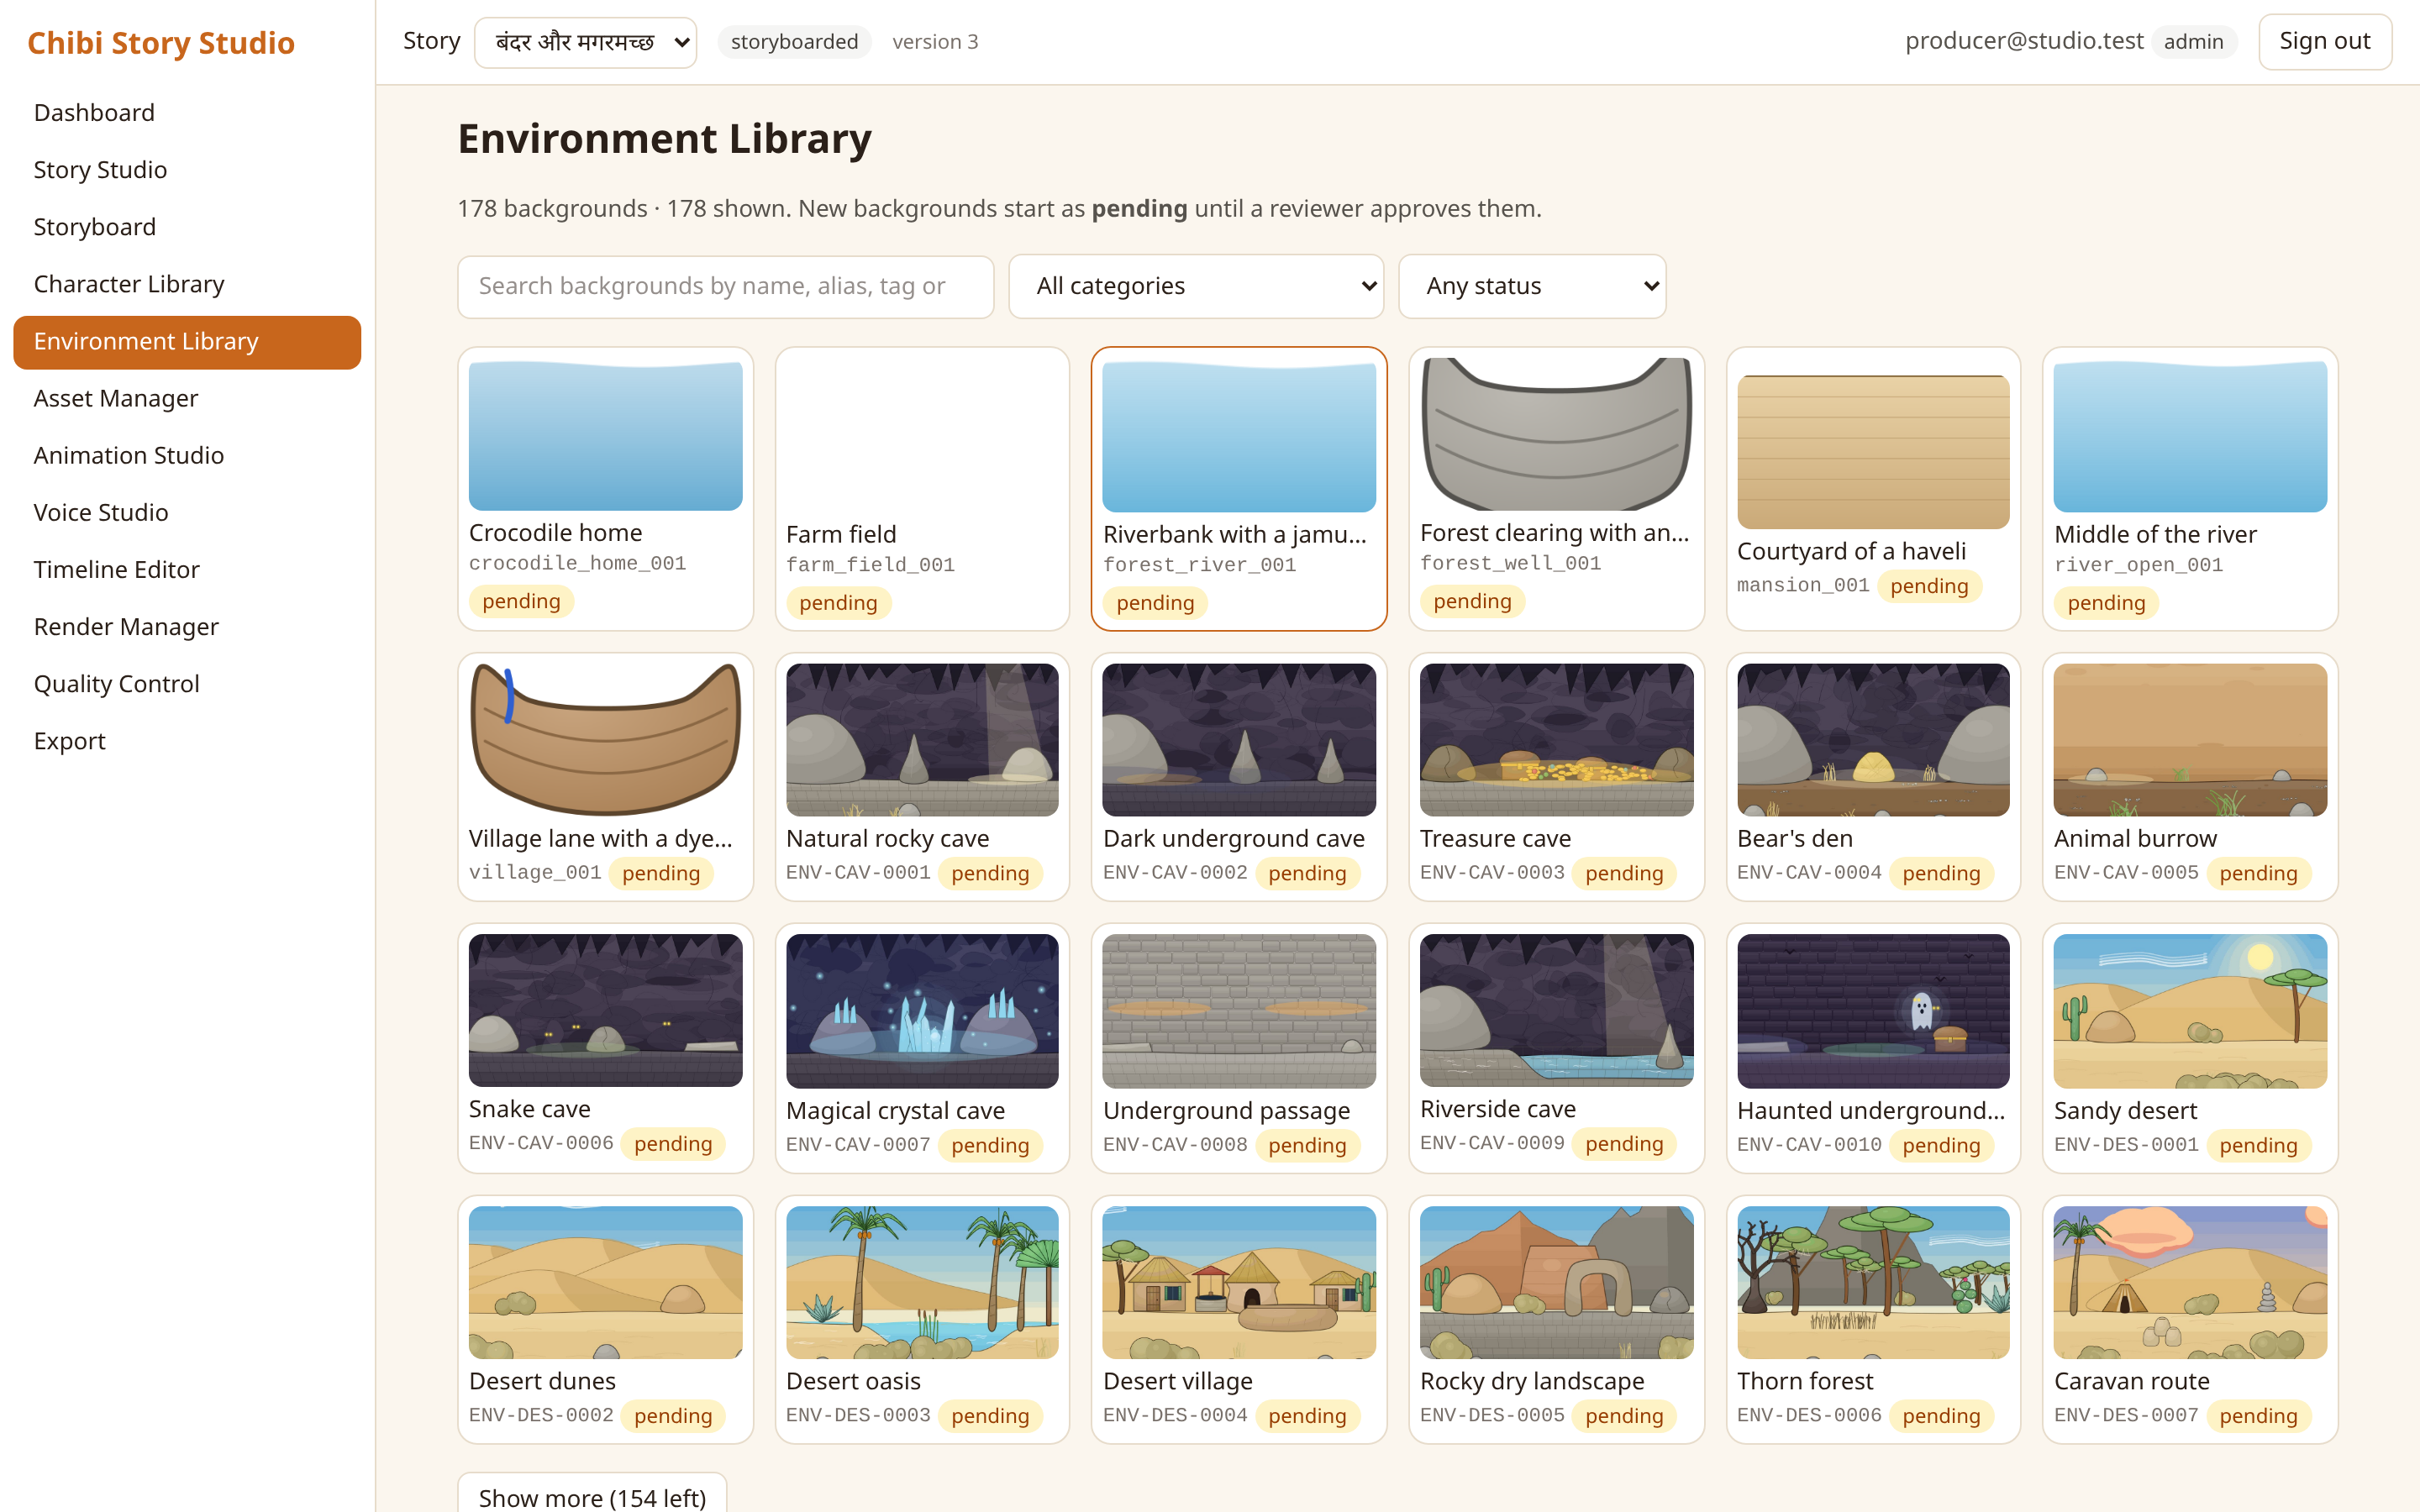 Chibi Story Studio
Dashboard
Story Studio
Storyboard
Character Library
Environment Library
Asset Manager
Animation Studio
Voice Studio
Timeline Editor
Render Manager
Quality Control
Export
Story बंदर और मगरमच्छ storyboarded version 3 producer@studio.test admin Sign out
Environment Library
178 backgrounds · 178 shown. New backgrounds start as pending until a reviewer approves them.
Search backgrounds by name, alias, tag or All categories Any status
Crocodile home
crocodile_home_001
pending
Farm field
farm_field_001
pending
Riverbank with a jamu...
forest_river_001
pending
Forest clearing with an...
forest_well_001
pending
Courtyard of a haveli
mansion_001 pending
Middle of the river
river_open_001
pending
Village lane with a dye...
village_001 pending
Natural rocky cave
ENV-CAV-0001 pending
Dark underground cave
ENV-CAV-0002 pending
Treasure cave
ENV-CAV-0003 pending
Bear's den
ENV-CAV-0004 pending
Animal burrow
ENV-CAV-0005 pending
Snake cave
ENV-CAV-0006 pending
Magical crystal cave
ENV-CAV-0007 pending
Underground passage
ENV-CAV-0008 pending
Riverside cave
ENV-CAV-0009 pending
Haunted underground...
ENV-CAV-0010 pending
Sandy desert
ENV-DES-0001 pending
Desert dunes
ENV-DES-0002 pending
Desert oasis
ENV-DES-0003 pending
Desert village
ENV-DES-0004 pending
Rocky dry landscape
ENV-DES-0005 pending
Thorn forest
ENV-DES-0006 pending
Caravan route
ENV-DES-0007 pending
Show more (154 left)